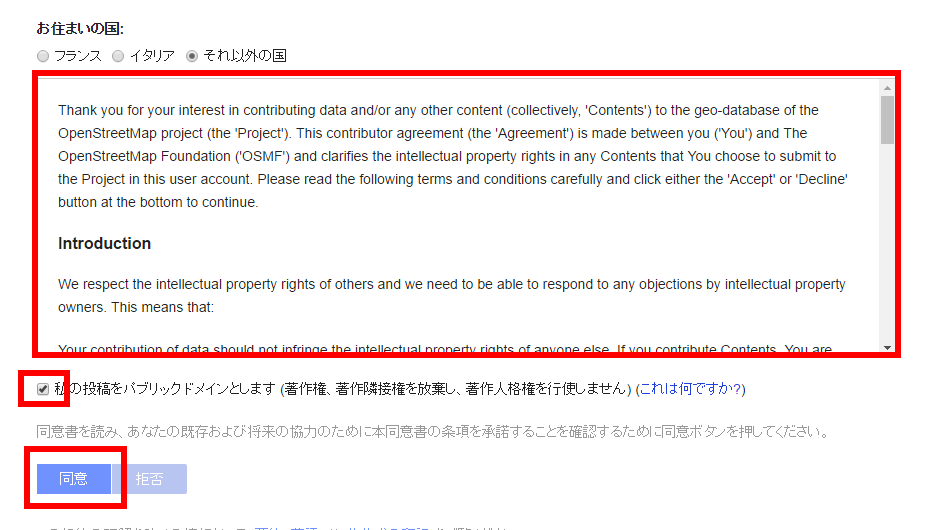 お住まいの国:
フランス イタリア それ以外の国
Thank you for your interest in contributing data and/or any other content (collectively, 'Contents') to the geo-database of the
OpenStreetMap project (the 'Project'). This contributor agreement (the 'Agreement') is made between you ('You') and The
OpenStreetMap Foundation ('OSMF') and clarifies the intellectual property rights in any Contents that You choose to submit to
the Project in this user account. Please read the following terms and conditions carefully and click either the 'Accept' or 'Decline'
button at the bottom to continue.
Introduction
We respect the intellectual property rights of others and we need to be able to respond to any objections by intellectual property
owners. This means that:
Your contribution of data should not infringe the intellectual property rights of anyone else. If you contribute Contents, You are
私の投稿をパブリックドメインとします (著作権、著作隣接権を放棄し、著作人格権を行使しません) (これは何ですか?)
同意書を読み、あなたの既存および将来の協力のために本同意書の条項を承諾することを確認するために同意ボタンを押してください。
同意 拒否